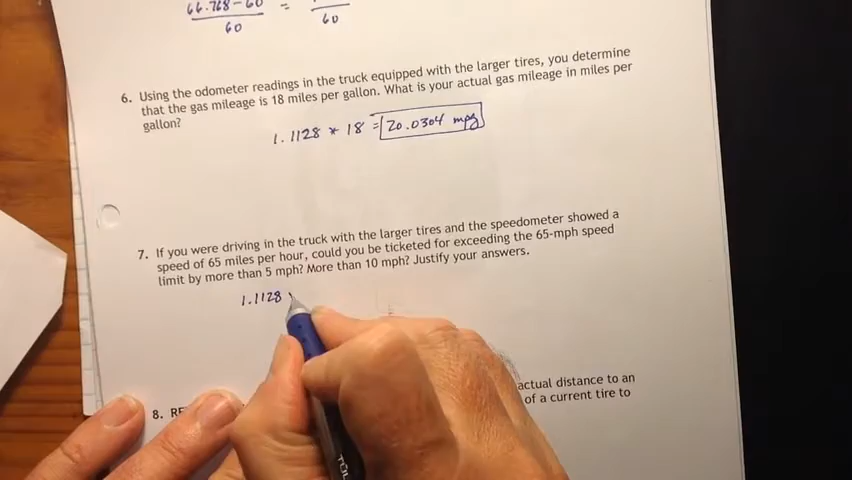 66.768-60
60
=
60
6. Using the odometer readings in the truck equipped with the larger tires, you determine
that the gas mileage is 18 miles per gallon. What is your actual gas mileage in miles per
gallon?
1.1128 * 18 = 20.0304 mpg
7. If you were driving in the truck with the larger tires and the speedometer showed a
speed of 65 miles per hour, could you be ticketed for exceeding the 65-mph speed
limit by more than 5 mph? More than 10 mph? Justify your answers.
1.1128
8. RE
actual distance to an
of a current tire to